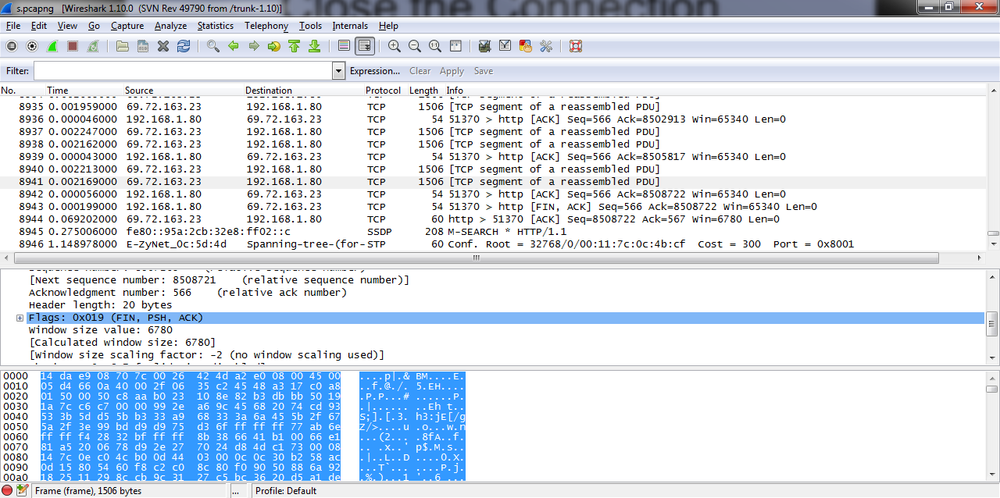 Close the Connection
s.pcapng [Wireshark 1.10.0 (SVN Rev 49790 from /trunk-1.10)]
File Edit View Go Capture Analyze Statistics Telephony Tools Internals Help
Filter: Expression... Clear Apply Save
No. Time Source Destination Protocol Length Info
8935 0.001959000 69.72.163.23 192.168.1.80 TCP 1506 [TCP segment of a reassembled PDU]
8936 0.000046000 192.168.1.80 69.72.163.23 TCP 54 51370 > http [ACK] Seq=566 Ack=8502913 Win=65340 Len=0
8937 0.002247000 69.72.163.23 192.168.1.80 TCP 1506 [TCP segment of a reassembled PDU]
8938 0.002162000 69.72.163.23 192.168.1.80 TCP 1506 [TCP segment of a reassembled PDU]
8939 0.000043000 192.168.1.80 69.72.163.23 TCP 54 51370 > http [ACK] Seq=566 Ack=8505817 Win=65340 Len=0
8940 0.002213000 69.72.163.23 192.168.1.80 TCP 1506 [TCP segment of a reassembled PDU]
8941 0.002169000 69.72.163.23 192.168.1.80 TCP 1506 [TCP segment of a reassembled PDU]
8942 0.000056000 192.168.1.80 69.72.163.23 TCP 54 51370 > http [ACK] Seq=566 Ack=8508722 Win=65340 Len=0
8943 0.000199000 192.168.1.80 69.72.163.23 TCP 54 51370 > http [FIN, ACK] Seq=566 Ack=8508722 Win=65340 Len=0
8944 0.069202000 69.72.163.23 192.168.1.80 TCP 60 http > 51370 [ACK] Seq=8508722 Ack=567 Win=6780 Len=0
8945 0.275006000 fe80::95a:2cb:32e8: ff02::c SSDP 208 M-SEARCH * HTTP/1.1
8946 1.148978000 E-ZyNet_0c:5d:4d Spanning-tree-(for- STP 60 Conf. Root = 32768/0/00:11:7c:0c:4b:cf Cost = 300 Port = 0x8001
[Next sequence number: 8508721 (relative sequence number)]
Acknowledgment number: 566 (relative ack number)
Header length: 20 bytes
Flags: 0x019 (FIN, PSH, ACK)
Window size value: 6780
[Calculated window size: 6780]
[Window size scaling factor: -2 (no window scaling used)]
0000 14 da e9 08 70 7c 00 26 42 4d a2 e0 08 00 45 00 ....p|.& BM....E.
0010 05 d4 66 0a 40 00 2f 06 35 c2 45 48 a3 17 c0 a8 ..f.@./. 5.EH....
0020 01 50 00 50 c8 aa b0 23 10 8e 82 b3 db bb 50 19 .P.P...# ......P.
0030 1a 7c c6 c7 00 00 99 2e a6 9c 45 68 20 74 cd 93 .|...... ..Eh t..
0040 53 3b 5d d5 5b b3 33 a9 68 33 3a 6a 45 5b 2f 67 S;].[.3. h3:jE[/g
0050 5a 2f 3e 99 bd d9 d9 75 d3 6f ff ff ff 77 ab 6e Z/>....u .o...w.n
0060 ff ff f4 28 32 bf ff ff 8b 38 66 41 b1 00 66 e1 ...(2... .8fA..f.
0070 81 a5 20 06 78 d9 2e 27 70 24 d8 4d c1 73 00 08 .. .x..' p$.M.s..
0080 14 7c 0e c0 4c b0 0d 44 03 00 0c 0c 30 b2 58 ac .|..L..D ....0.X.
0090 0d 15 80 54 60 f8 c2 c0 8c 80 f0 90 50 88 6a 92 ...T`... ....P.j.
00a0 18 25 11 29 8c cb 9c 31 27 c5 bc 36 20 d5 a1 de .%.)...1 '..6 ...
Frame (frame), 1506 bytes ... Profile: Default